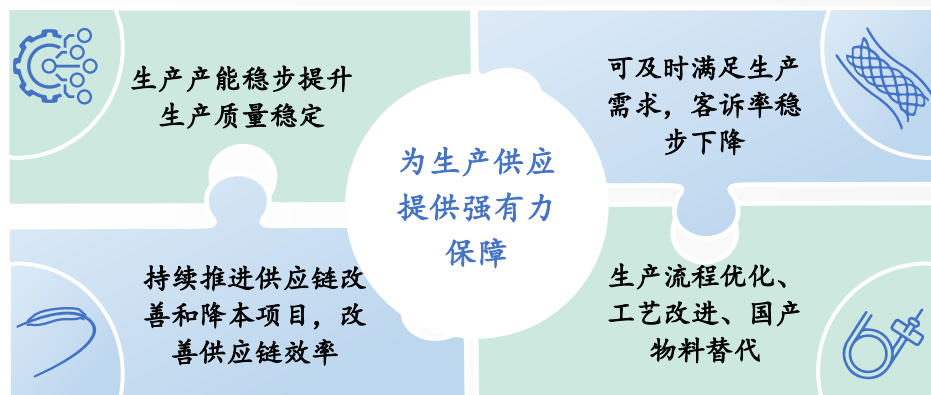 生产产能稳步提升
生产质量稳定
可及时满足生产
需求，客诉率稳
步下降
为生产供应
提供强有力
保障
持续推进供应链改
善和降本项目，改
善供应链效率
生产流程优化、
工艺改进、国产
物料替代